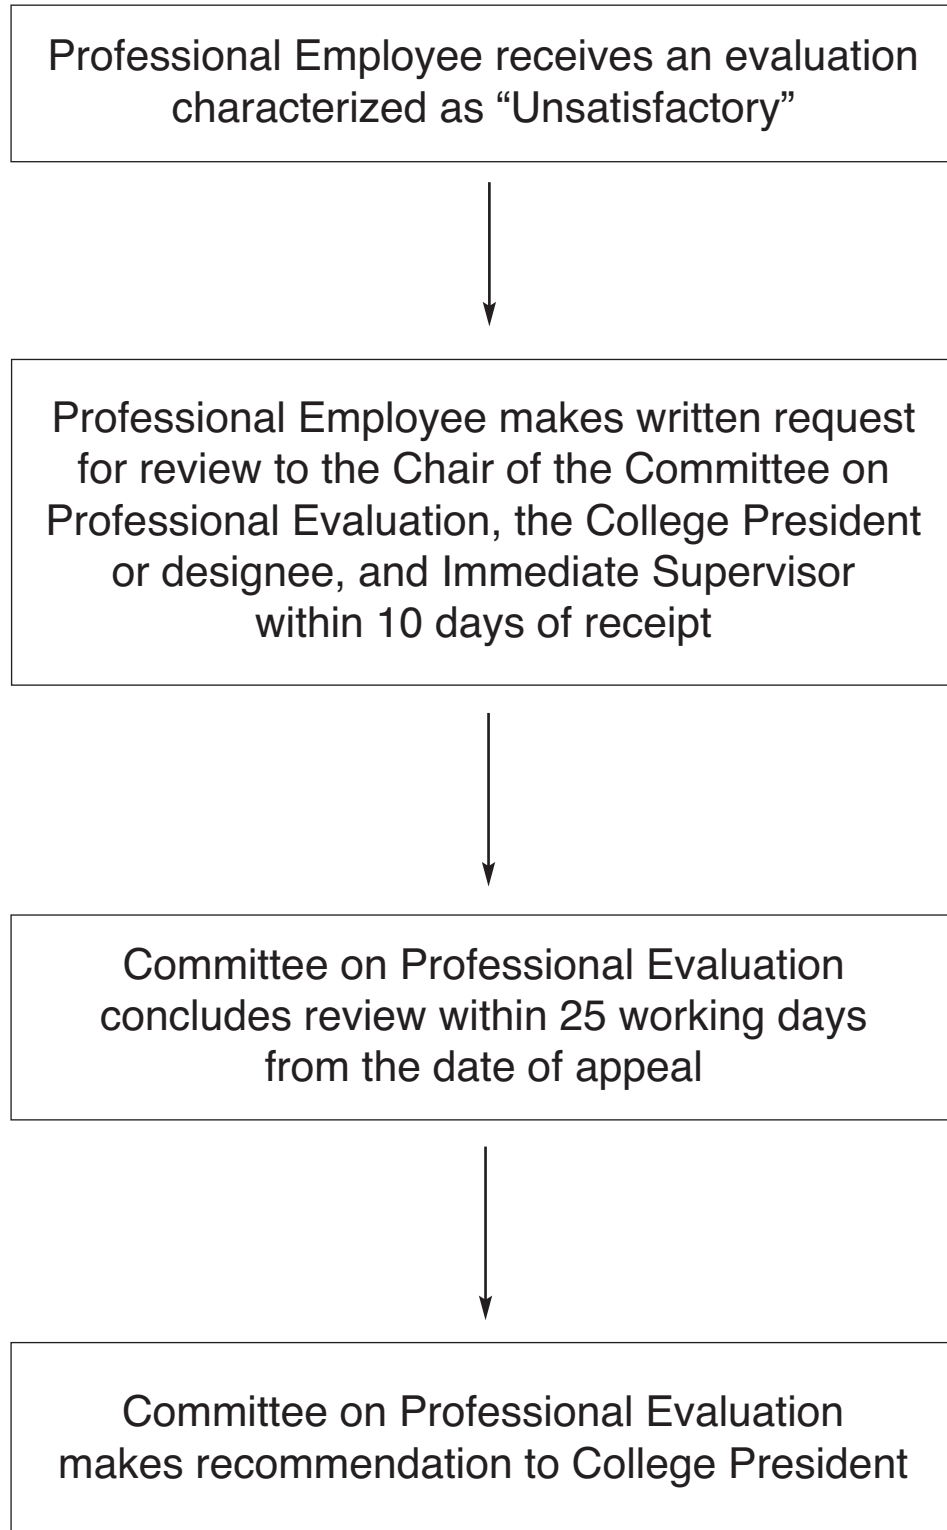 Professional Employee receives an evaluation
characterized as “Unsatisfactory”
Professional Employee makes written request
for review to the Chair of the Committee on
Professional Evaluation, the College President
or designee, and Immediate Supervisor
within 10 days of receipt
Committee on Professional Evaluation
concludes review within 25 working days
from the date of appeal
Committee on Professional Evaluation
makes recommendation to College President